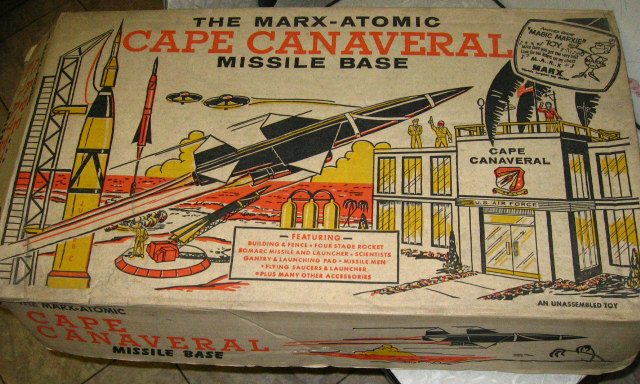 THE MARX-ATOMIC
CAPE CANAVERAL
MISSILE BASE
"MAGIC MARXIE"
TOY
MARX
CAPE
CANAVERAL
U.S. AIR FORCE
— FEATURING —
BUILDING & FENCE • FOUR STAGE ROCKET
BOMARC MISSILE AND LAUNCHER • SCIENTISTS
GANTRY & LAUNCHING PAD • MISSILE MEN
• FLYING SAUCERS & LAUNCHER
• PLUS MANY OTHER ACCESSORIES
AN UNASSEMBLED TOY
THE MARX-ATOMIC
CAPE
CANAVERAL
MISSILE BASE